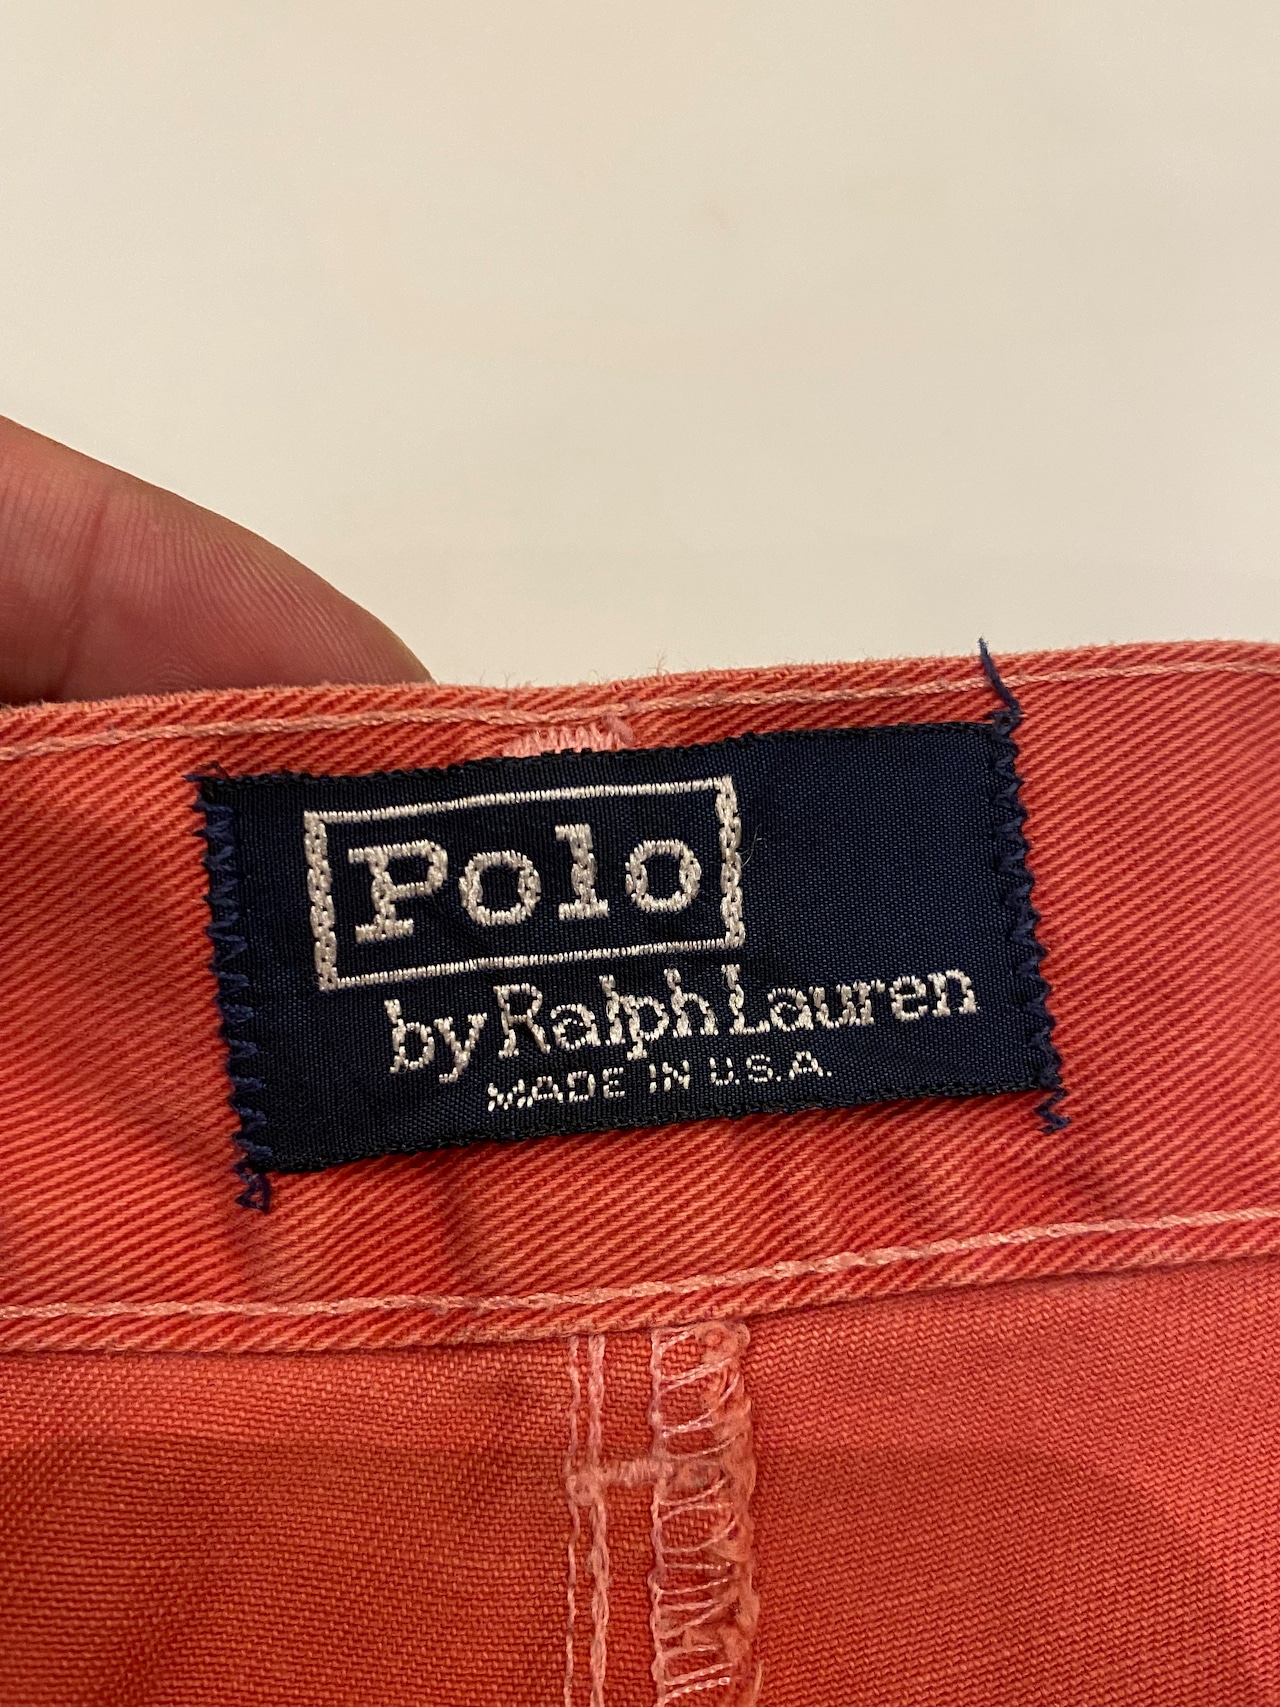 Polo
by Ralph Lauren
MADE IN U.S.A.